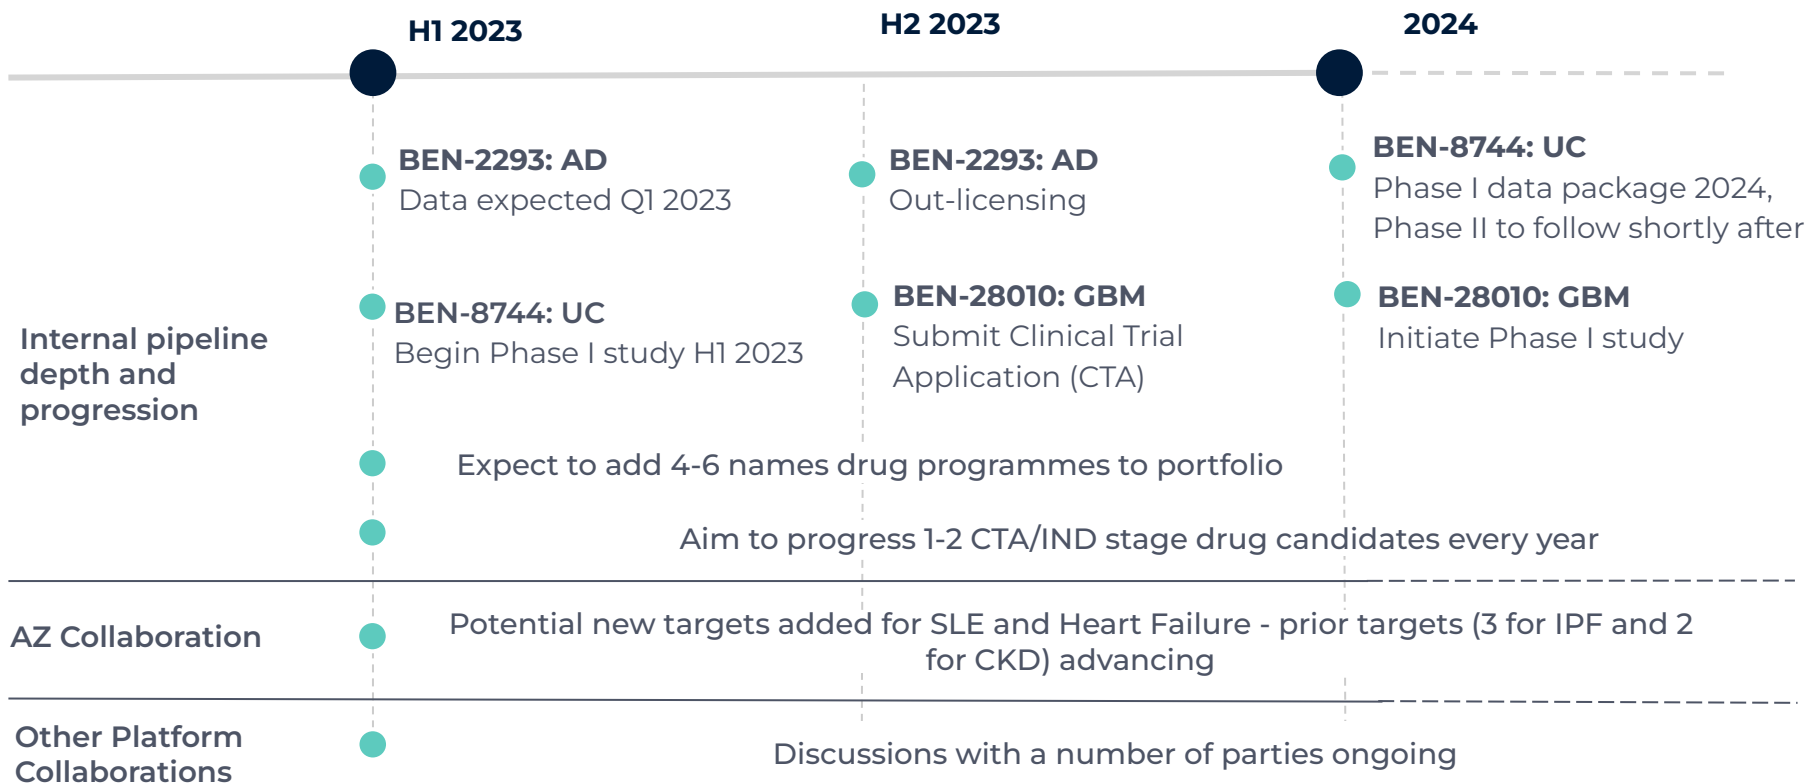 H1 2023
H2 2023
2024
BEN-2293: AD
Data expected Q1 2023
BEN-2293: AD
Out-licensing
BEN-8744: UC
Phase I data package 2024,
Phase II to follow shortly after
Internal pipeline
depth and
progression
BEN-8744: UC
Begin Phase I study H1 2023
BEN-28010: GBM
Submit Clinical Trial
Application (CTA)
BEN-28010: GBM
Initiate Phase I study
Expect to add 4-6 names drug programmes to portfolio
Aim to progress 1-2 CTA/IND stage drug candidates every year
AZ Collaboration
Potential new targets added for SLE and Heart Failure - prior targets (3 for IPF and 2
for CKD) advancing
Other Platform
Collaborations
Discussions with a number of parties ongoing